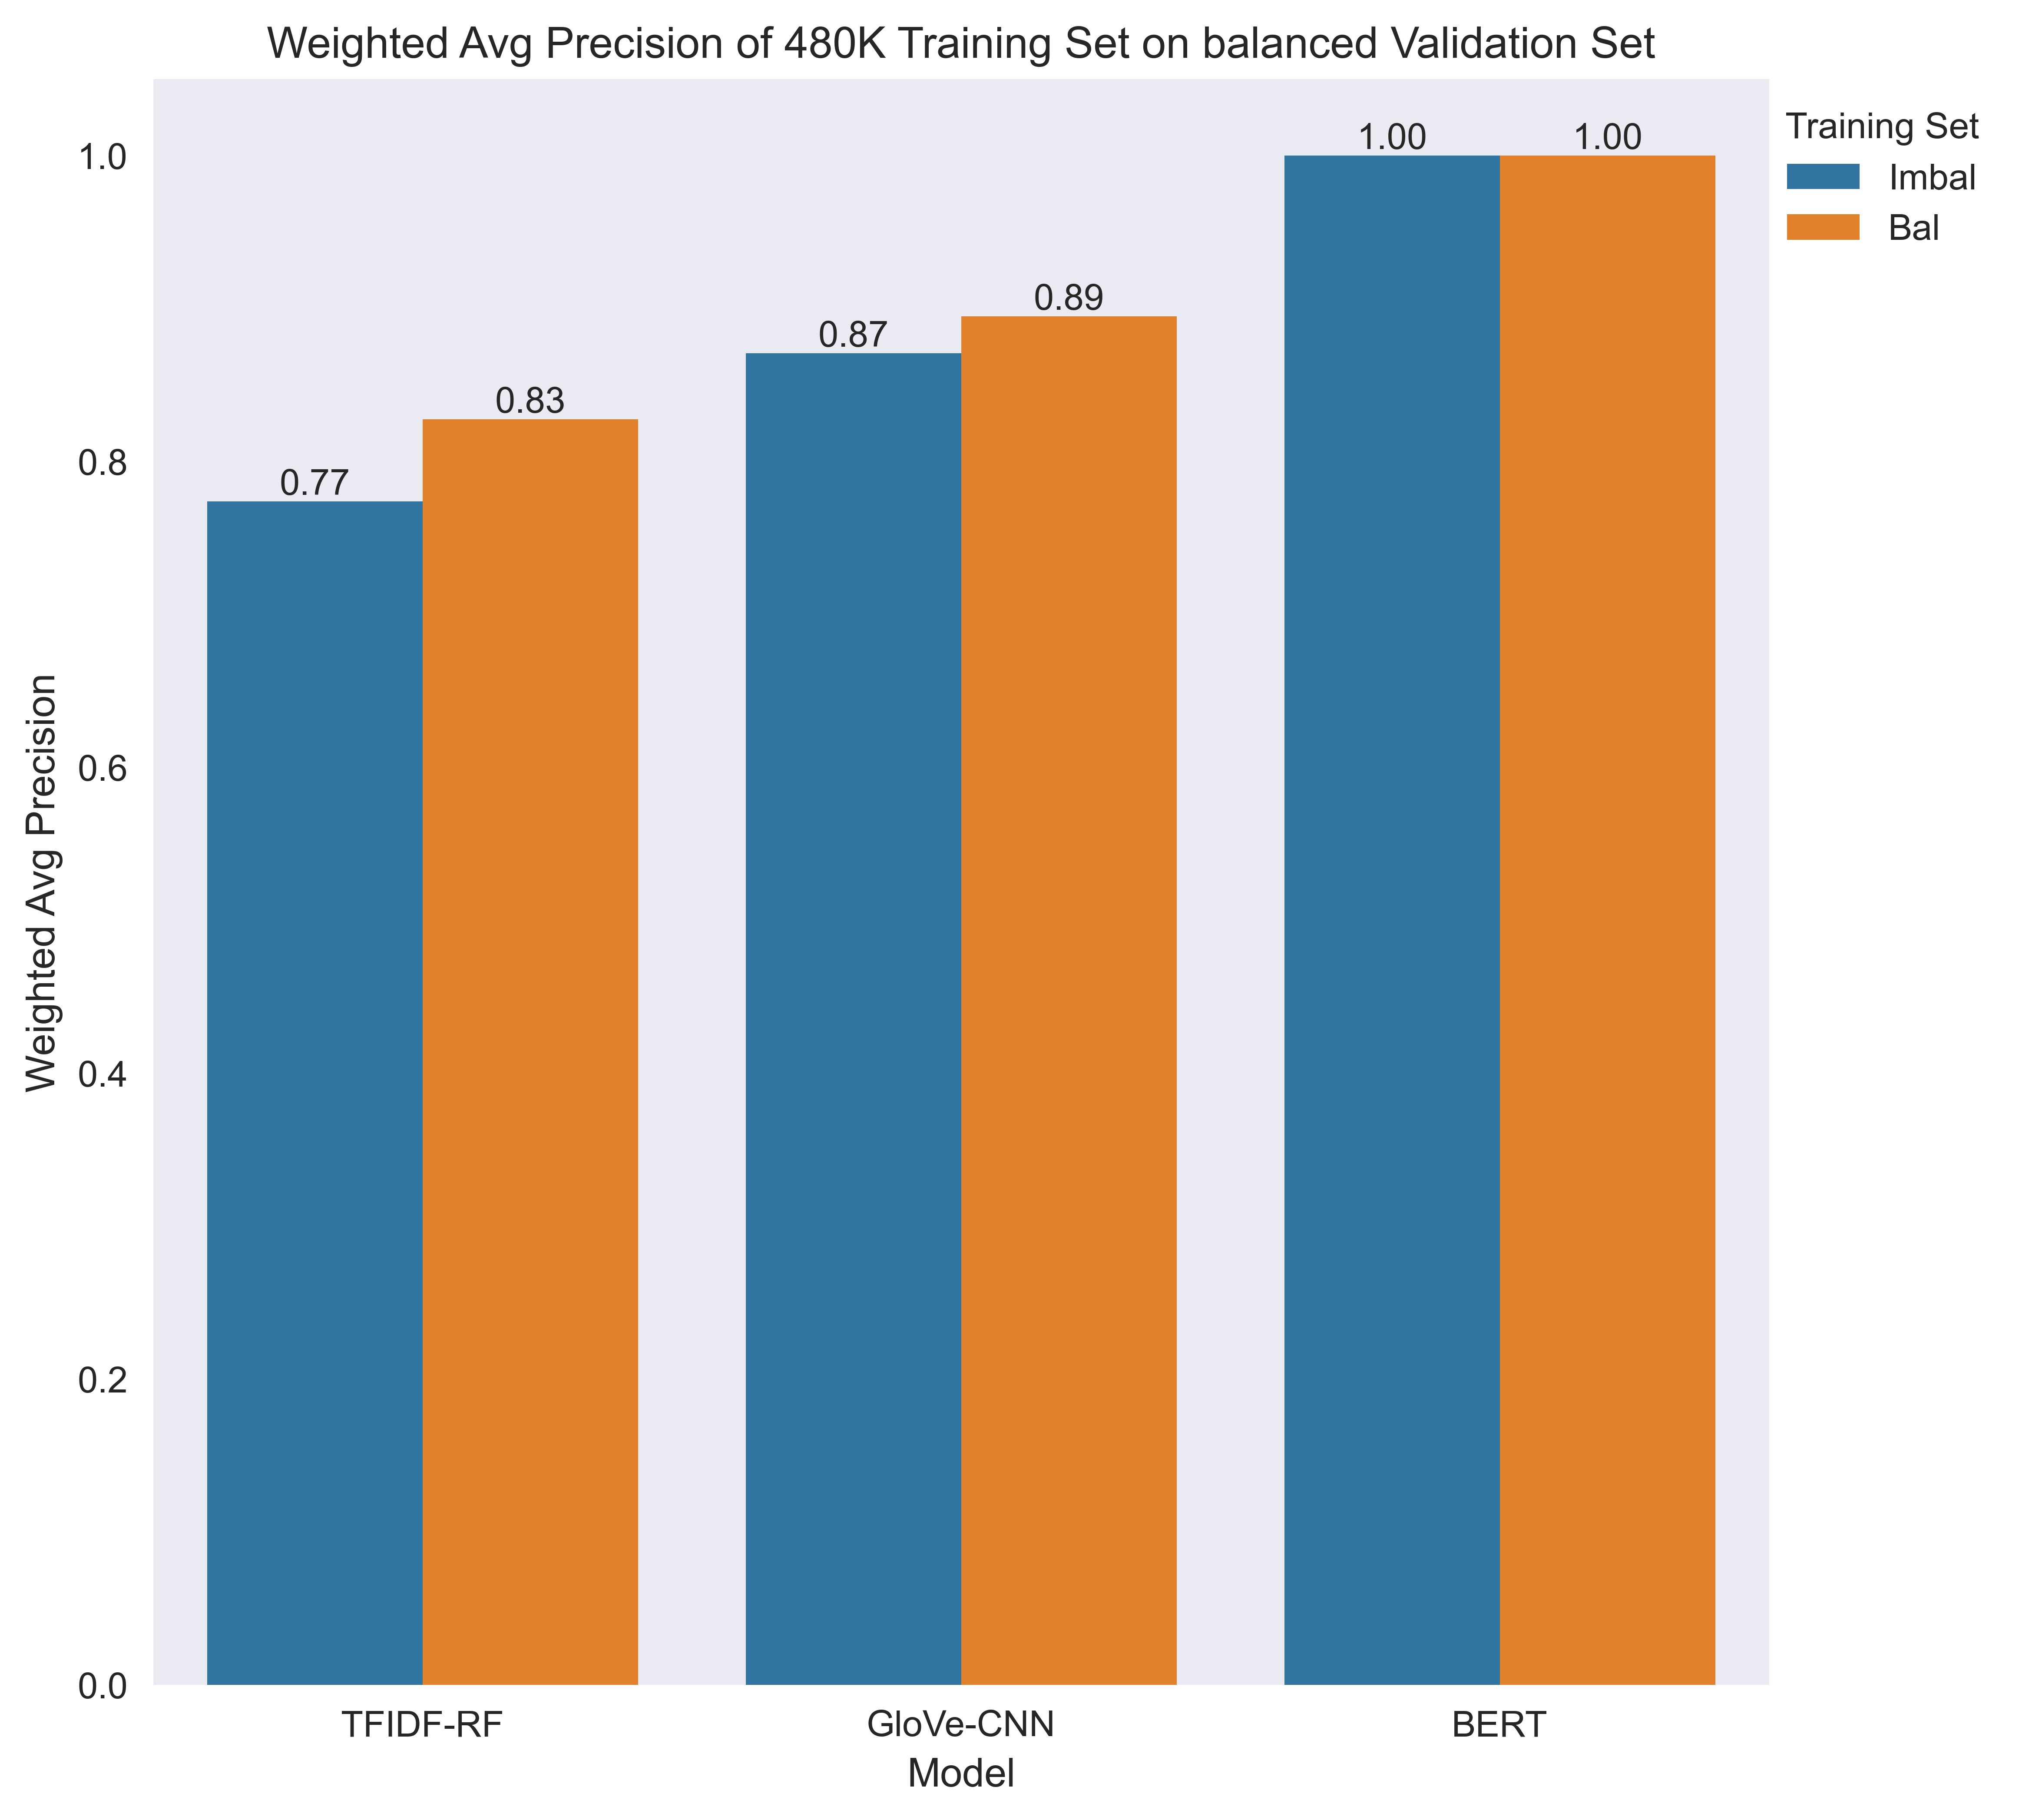 Weighted Avg Precision of 480K Training Set on balanced Validation Set
Training Set
Imbal
Bal
1.00
1.00
0.89
0.87
0.83
0.77
Weighted Avg Precision
1.0
0.8
0.6
0.4
0.2
0.0
TFIDF-RF
GloVe-CNN
BERT
Model